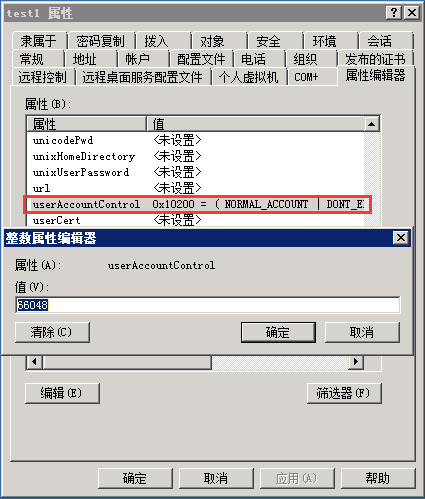 test1 属性
隶属于 密码复制 拨入 对象 安全 环境 会话
常规 地址 帐户 配置文件 电话 组织 发布的证书
远程控制 远程桌面服务配置文件 个人虚拟机 COM+ 属性编辑器
属性(B):
属性 值
unicodePwd <未设置>
unixHomeDirectory <未设置>
unixUserPassword <未设置>
url <未设置>
userAccountControl 0x10200 = ( NORMAL_ACCOUNT | DONT_E
userCert <未设置>
整数属性编辑器
属性(A): userAccountControl
值(V):
66048
清除(C) 确定 取消
编辑(E) 筛选器(F)
确定 取消 应用(A) 帮助